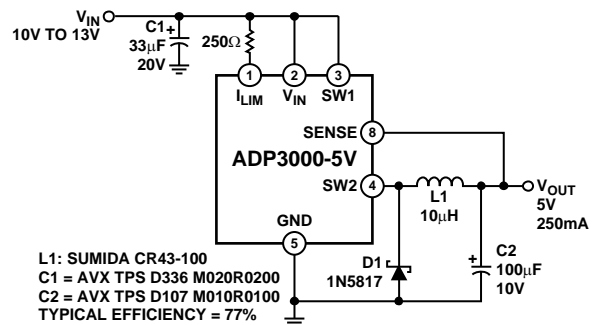 VIN
10V TO 13V
C1
+
33µF
20V
250Ω
1
2
3
ILIM
VIN
SW1
SENSE
8
ADP3000-5V
SW2
4
L1
10µH
VOUT
5V
250mA
GND
5
D1
1N5817
+
C2
100µF
10V
L1: SUMIDA CR43-100
C1 = AVX TPS D336 M020R0200
C2 = AVX TPS D107 M010R0100
TYPICAL EFFICIENCY = 77%